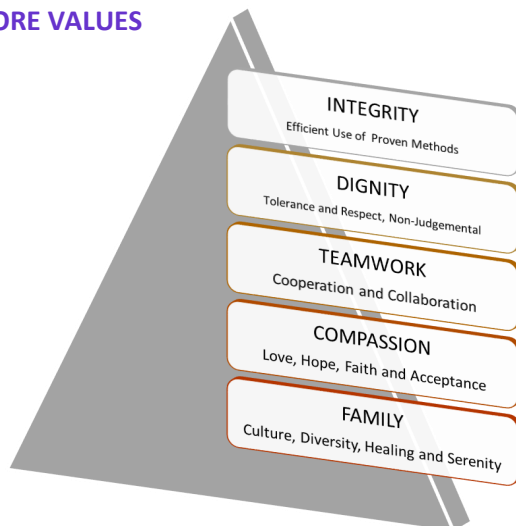 ORE VALUES
INTEGRITY
Efficient Use of Proven Methods
DIGNITY
Tolerance and Respect, Non-Judgemental
TEAMWORK
Cooperation and Collaboration
COMPASSION
Love, Hope, Faith and Acceptance
FAMILY
Culture, Diversity, Healing and Serenity